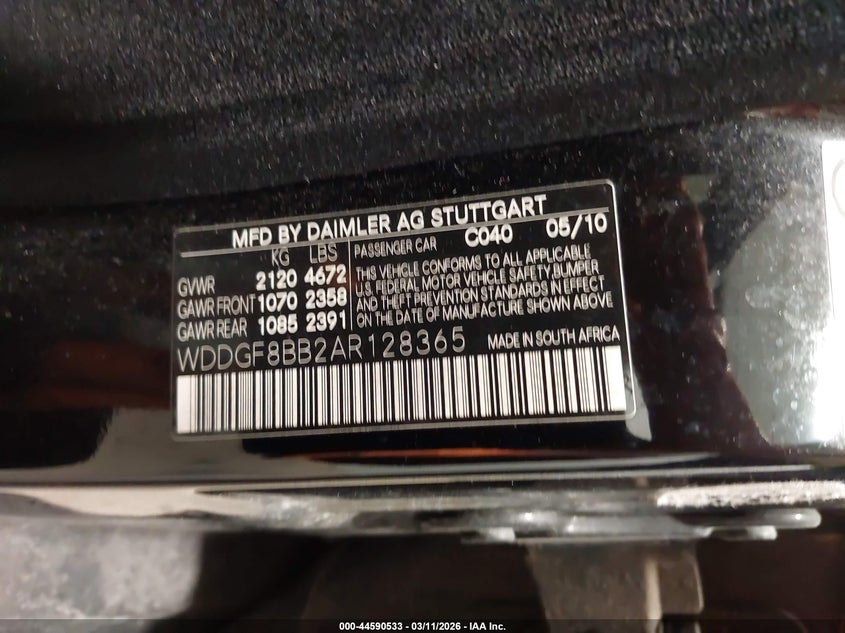 MFD BY DAIMLER AG STUTTGART
KG LBS
GVWR 2120 4672
GAWR FRONT 1070 2358
GAWR REAR 1085 2391
PASSENGER CAR C040 05/10
THIS VEHICLE CONFORMS TO ALL APPLICABLE
U.S. FEDERAL MOTOR VEHICLE SAFETY, BUMPER
AND THEFT PREVENTION STANDARDS IN EFFECT
ON THE DATE OF MANUFACTURE SHOWN ABOVE
WDDGF8BB2AR128365
MADE IN SOUTH AFRICA
000-44590533 - 03/11/2026 - IAA Inc.